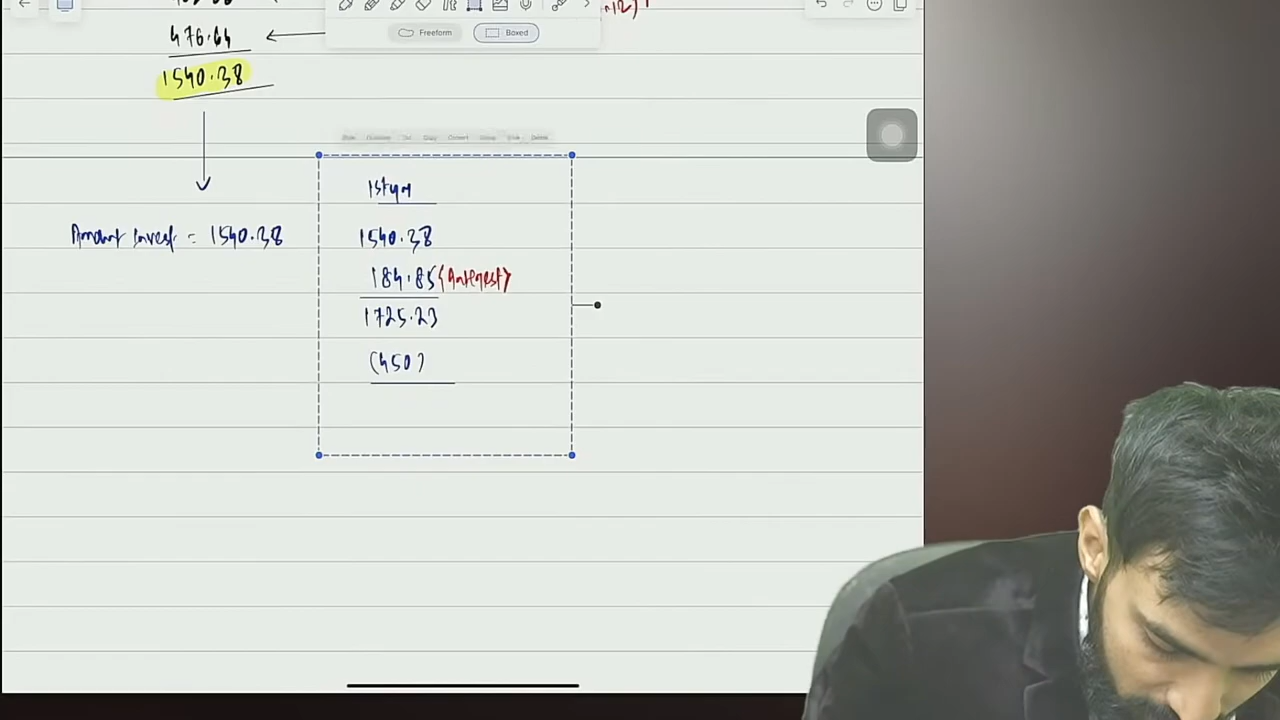 476.64
Freeform Boxed
1540.38
1st yr
Amount invest = 1540.38
1540.38
184.85 (interest)
1725.23
(450)